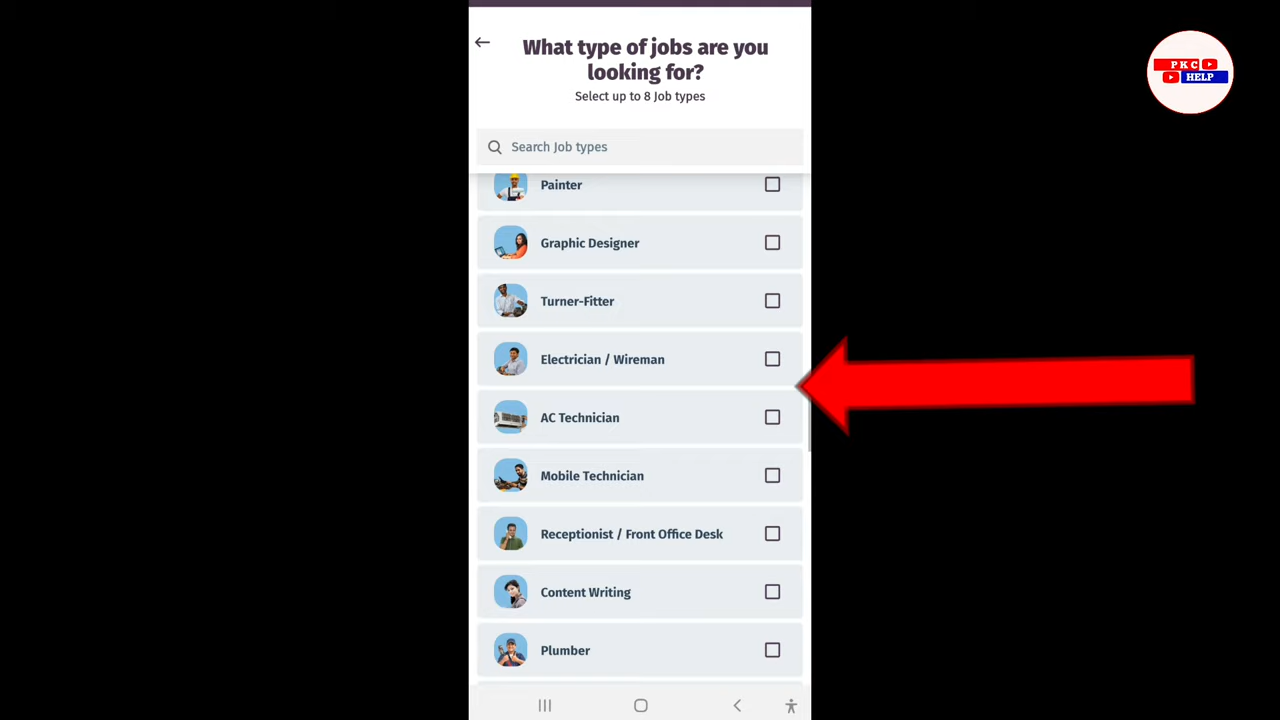 What type of jobs are you
looking for?
Select up to 8 Job types
Search Job types
Painter
Graphic Designer
Turner-Fitter
Electrician / Wireman
AC Technician
Mobile Technician
Receptionist / Front Office Desk
Content Writing
Plumber
PKC
HELP